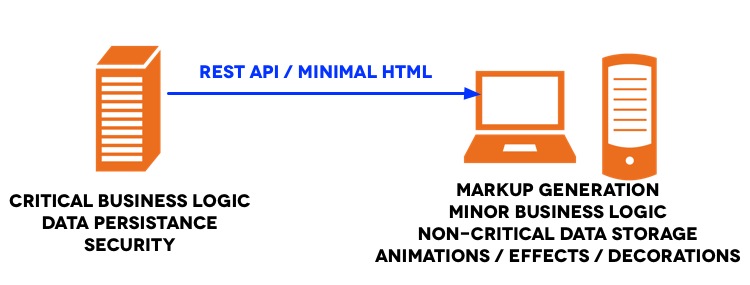 REST API / MINIMAL HTML
CRITICAL BUSINESS LOGIC
DATA PERSISTANCE
SECURITY
MARKUP GENERATION
MINOR BUSINESS LOGIC
NON-CRITICAL DATA STORAGE
ANIMATIONS / EFFECTS / DECORATIONS